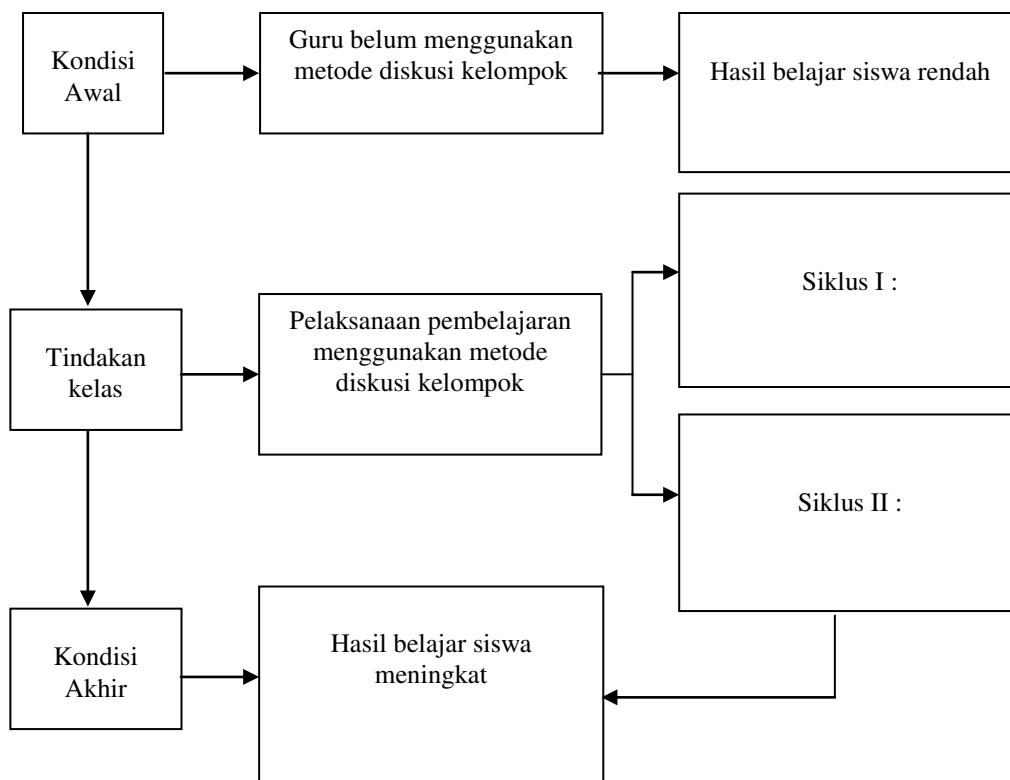 Kondisi
Awal
Guru belum menggunakan
metode diskusi kelompok
Hasil belajar siswa rendah
Tindakan
kelas
Pelaksanaan pembelajaran
menggunakan metode
diskusi kelompok
Siklus I :
Siklus II :
Kondisi
Akhir
Hasil belajar siswa
meningkat